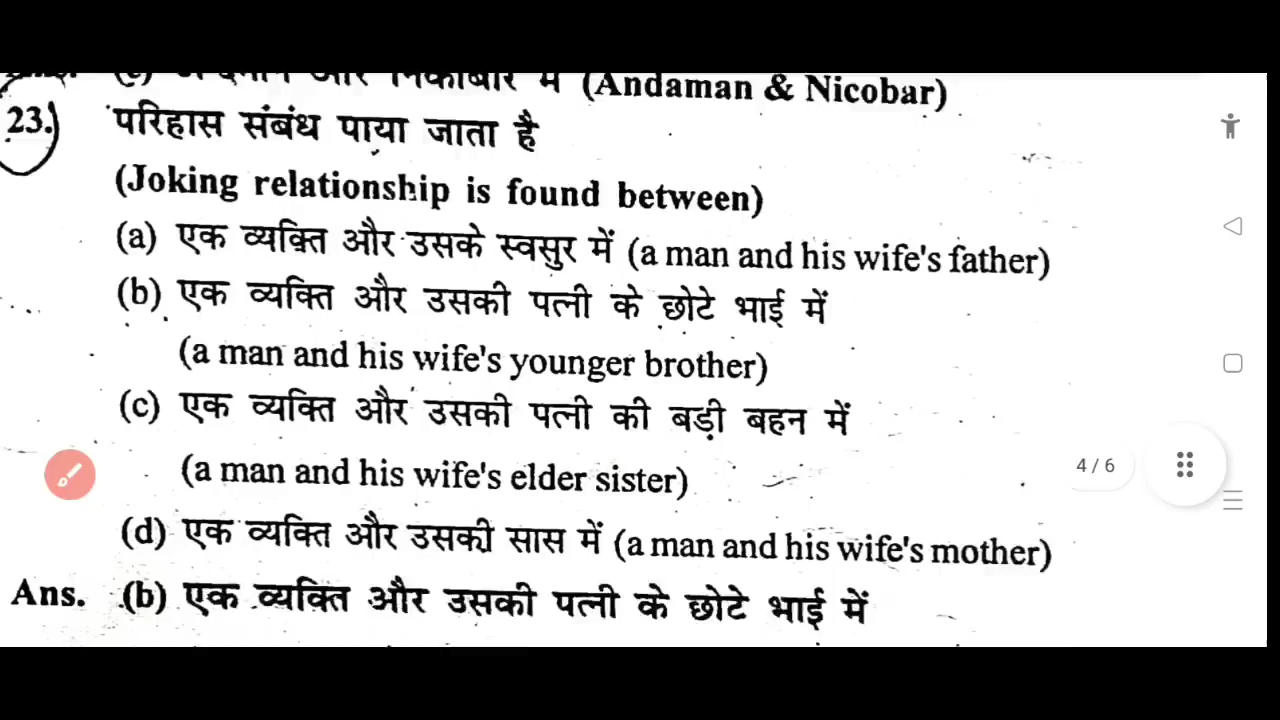 (c) अन्दमान और निकोबार में (Andaman & Nicobar)
23. परिहास संबंध पाया जाता है
(Joking relationship is found between)
(a) एक व्यक्ति और उसके स्वसुर में (a man and his wife's father)
(b) एक व्यक्ति और उसकी पत्नी के छोटे भाई में
(a man and his wife's younger brother)
(c) एक व्यक्ति और उसकी पत्नी की बड़ी बहन में
(a man and his wife's elder sister)
4 / 6
(d) एक व्यक्ति और उसकी सास में (a man and his wife's mother)
Ans. (b) एक व्यक्ति और उसकी पत्नी के छोटे भाई में